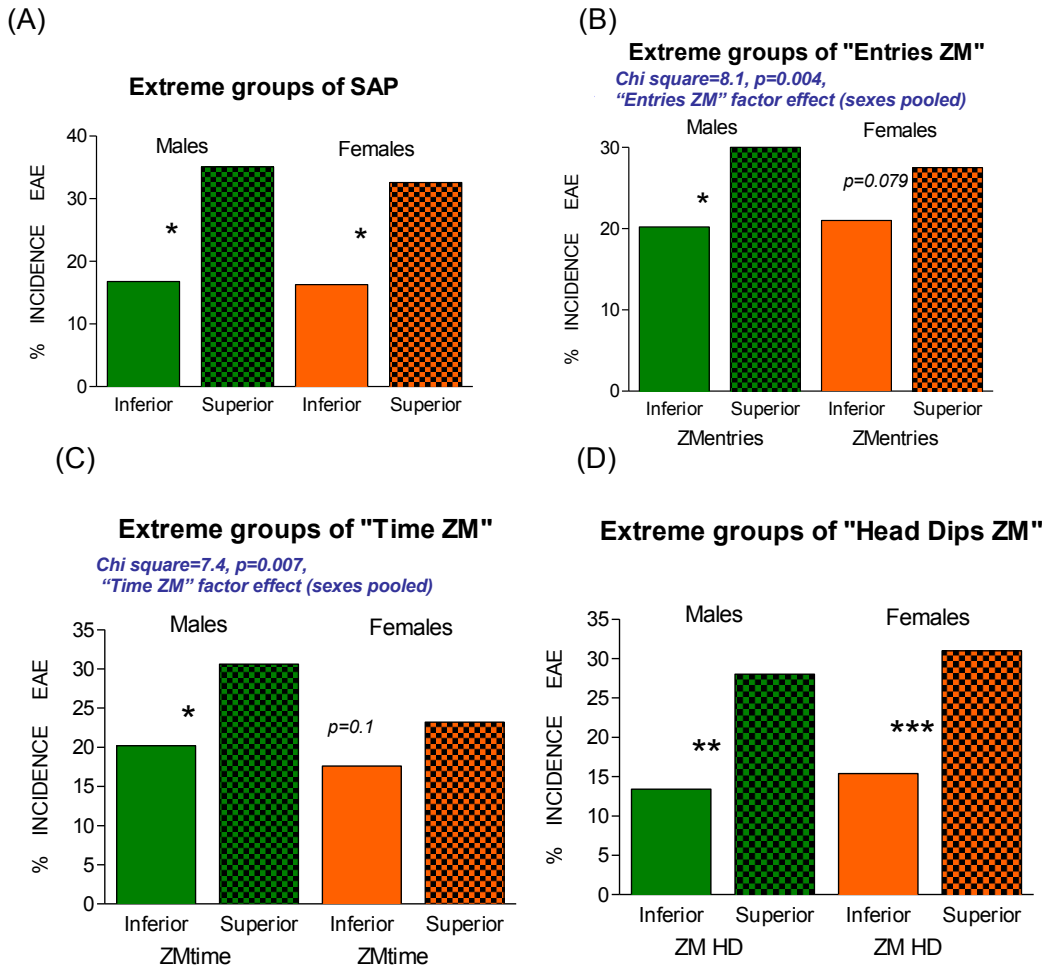 (A)
Extreme groups of SAP
Males Females
% INCIDENCE EAE
40
30
20
10
0
* *
Inferior Superior Inferior Superior
(B)
Extreme groups of "Entries ZM"
Chi square=8.1, p=0.004,
“Entries ZM” factor effect (sexes pooled)
Males Females
% INCIDENCE EAE
30
20
10
0
* p=0.079
Inferior Superior Inferior Superior
ZMentries ZMentries
(C)
Extreme groups of "Time ZM"
Chi square=7.4, p=0.007,
“Time ZM” factor effect (sexes pooled)
Males Females
% INCIDENCE EAE
35
30
25
20
15
10
5
0
* p=0.1
Inferior Superior Inferior Superior
ZMtime ZMtime
(D)
Extreme groups of "Head Dips ZM"
Males Females
% INCIDENCE EAE
35
30
25
20
15
10
5
0
** ***
Inferior Superior Inferior Superior
ZM HD ZM HD